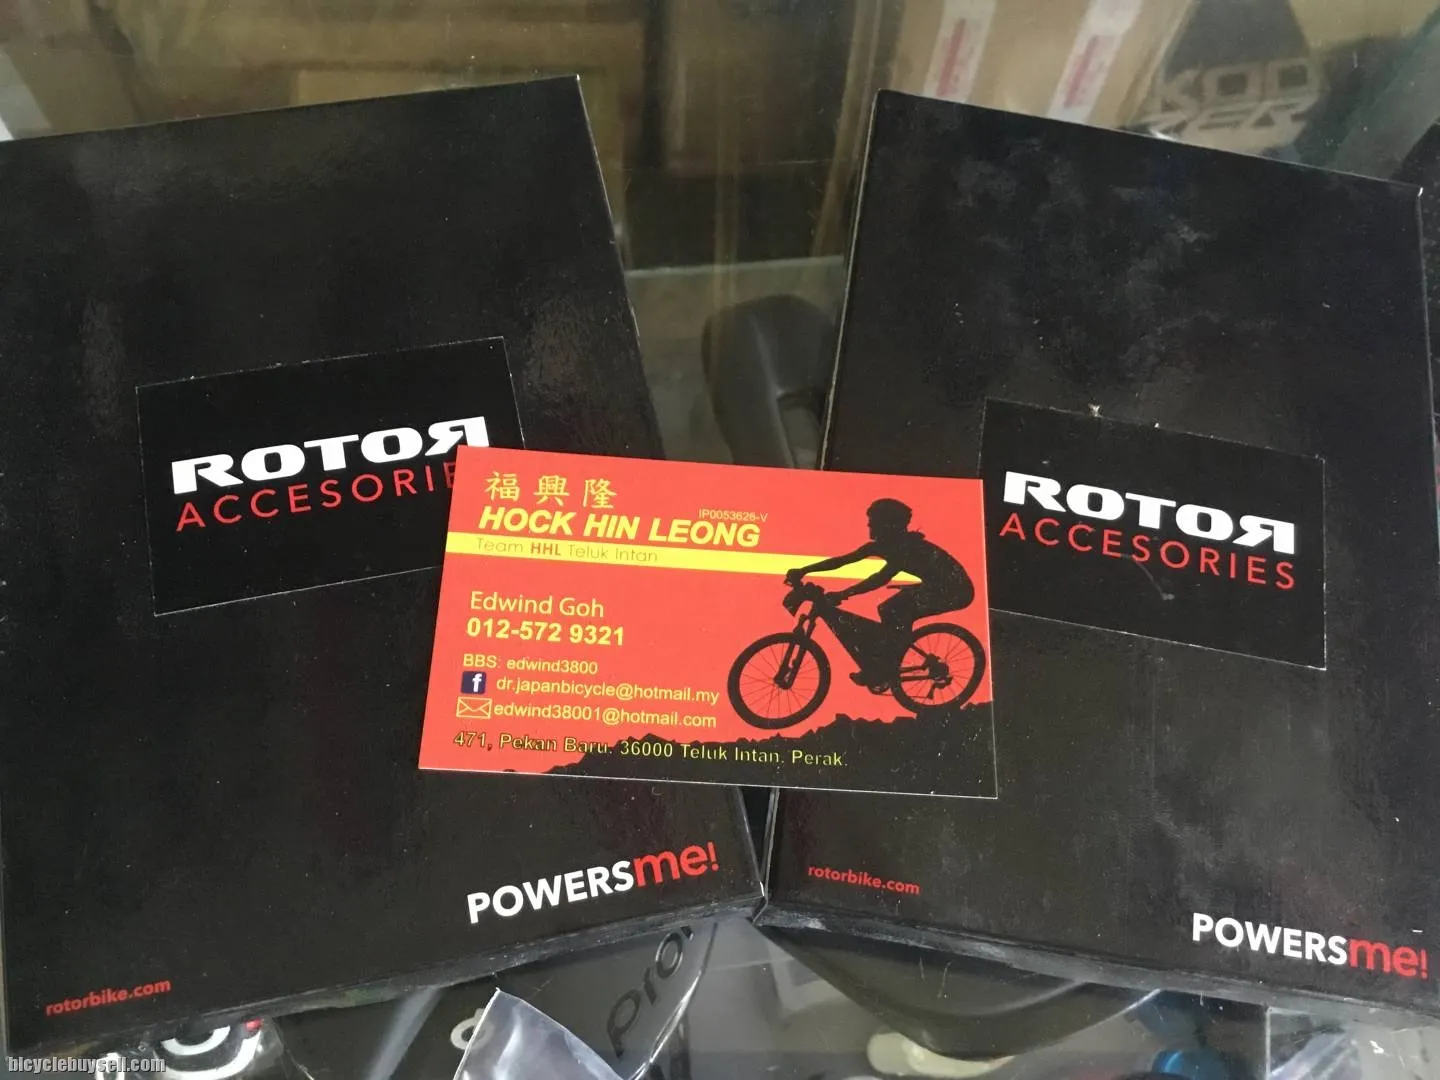 ROTOR
ACCESORIE
POWERSme!
rotorbike.com
福興隆
IP0053626-V
HOCK HIN LEONG
Team HHL Teluk Intan
Edwind Goh
012-572 9321
BBS: edwind3800
f dr.japanbicycle@hotmail.my
edwind38001@hotmail.com
471, Pekan Baru. 36000 Teluk Intan. Perak.
ROTOR
ACCESORIES
rotorbike.com
POWERSme!
pro
bicyclebuysell.com